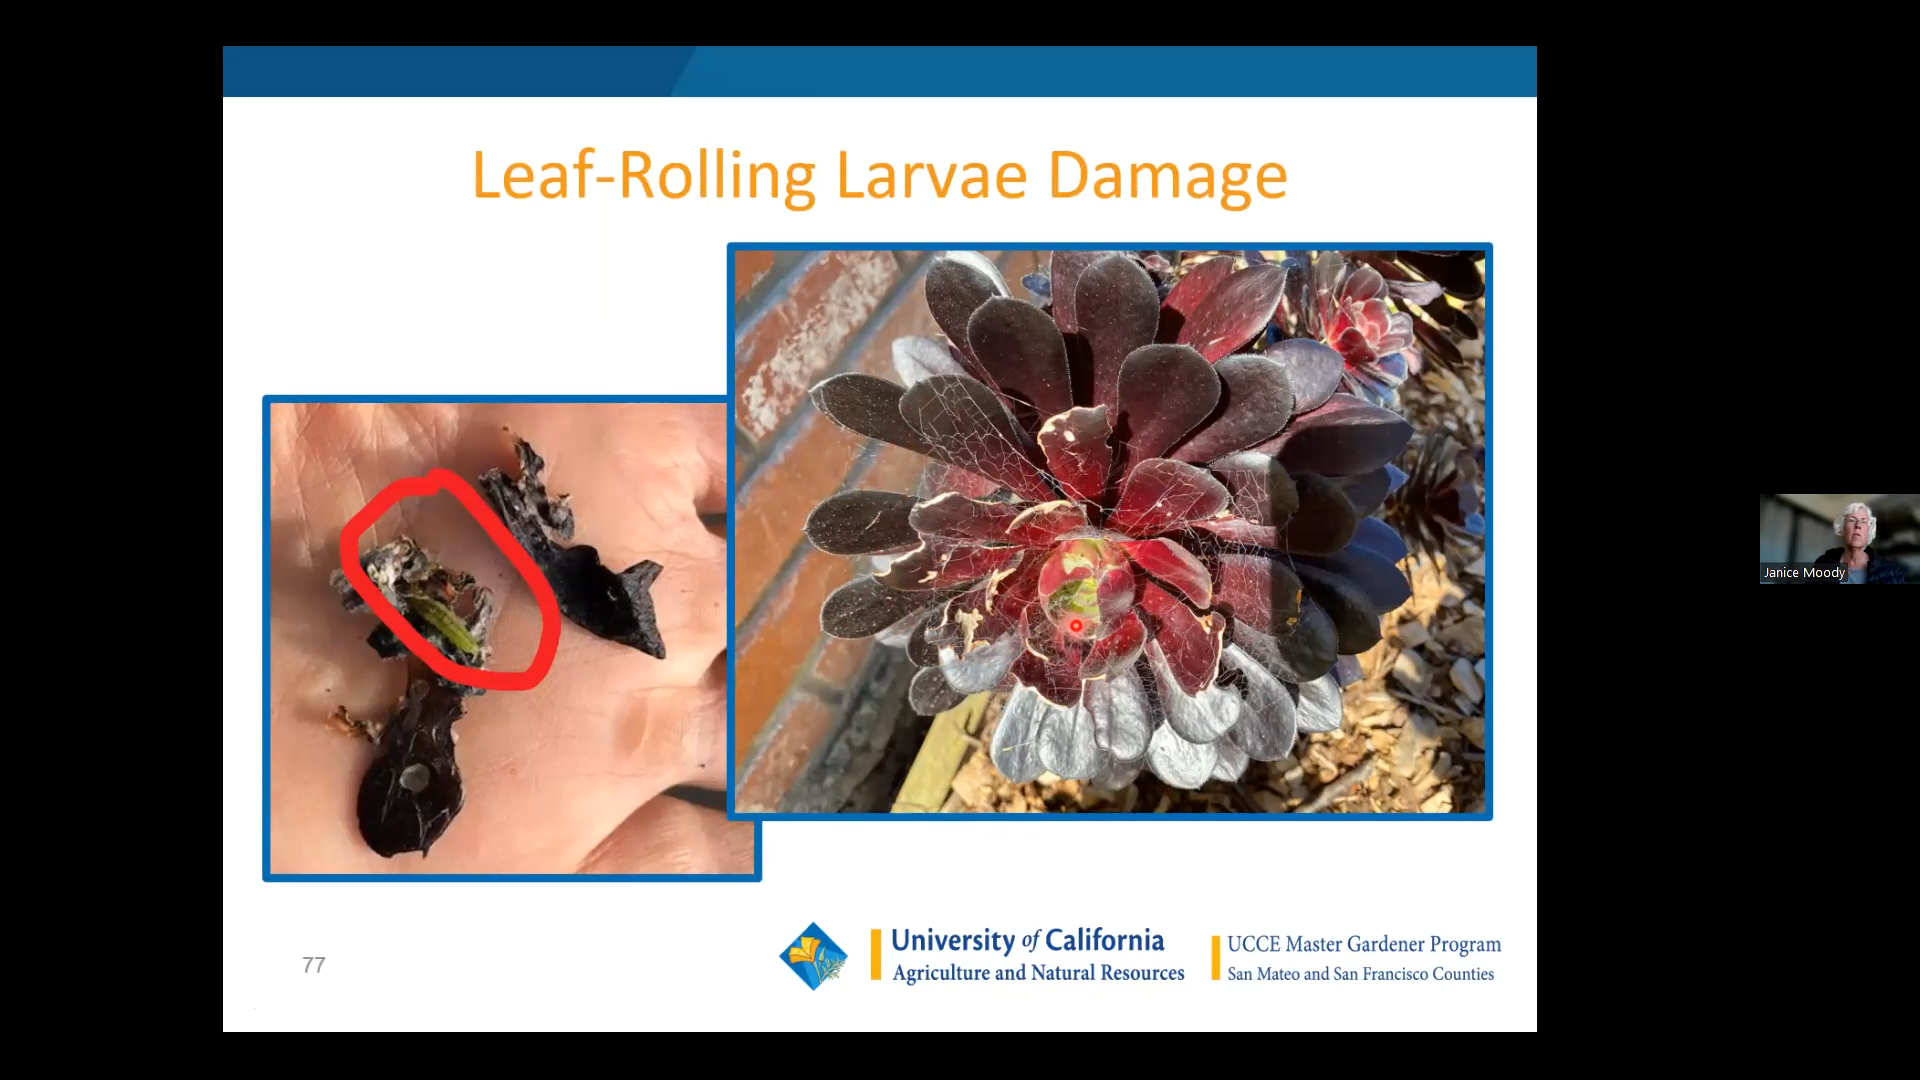 Leaf-Rolling Larvae Damage
Janice Moody
University of California
Agriculture and Natural Resources
UCCE Master Gardener Program
San Mateo and San Francisco Counties
77